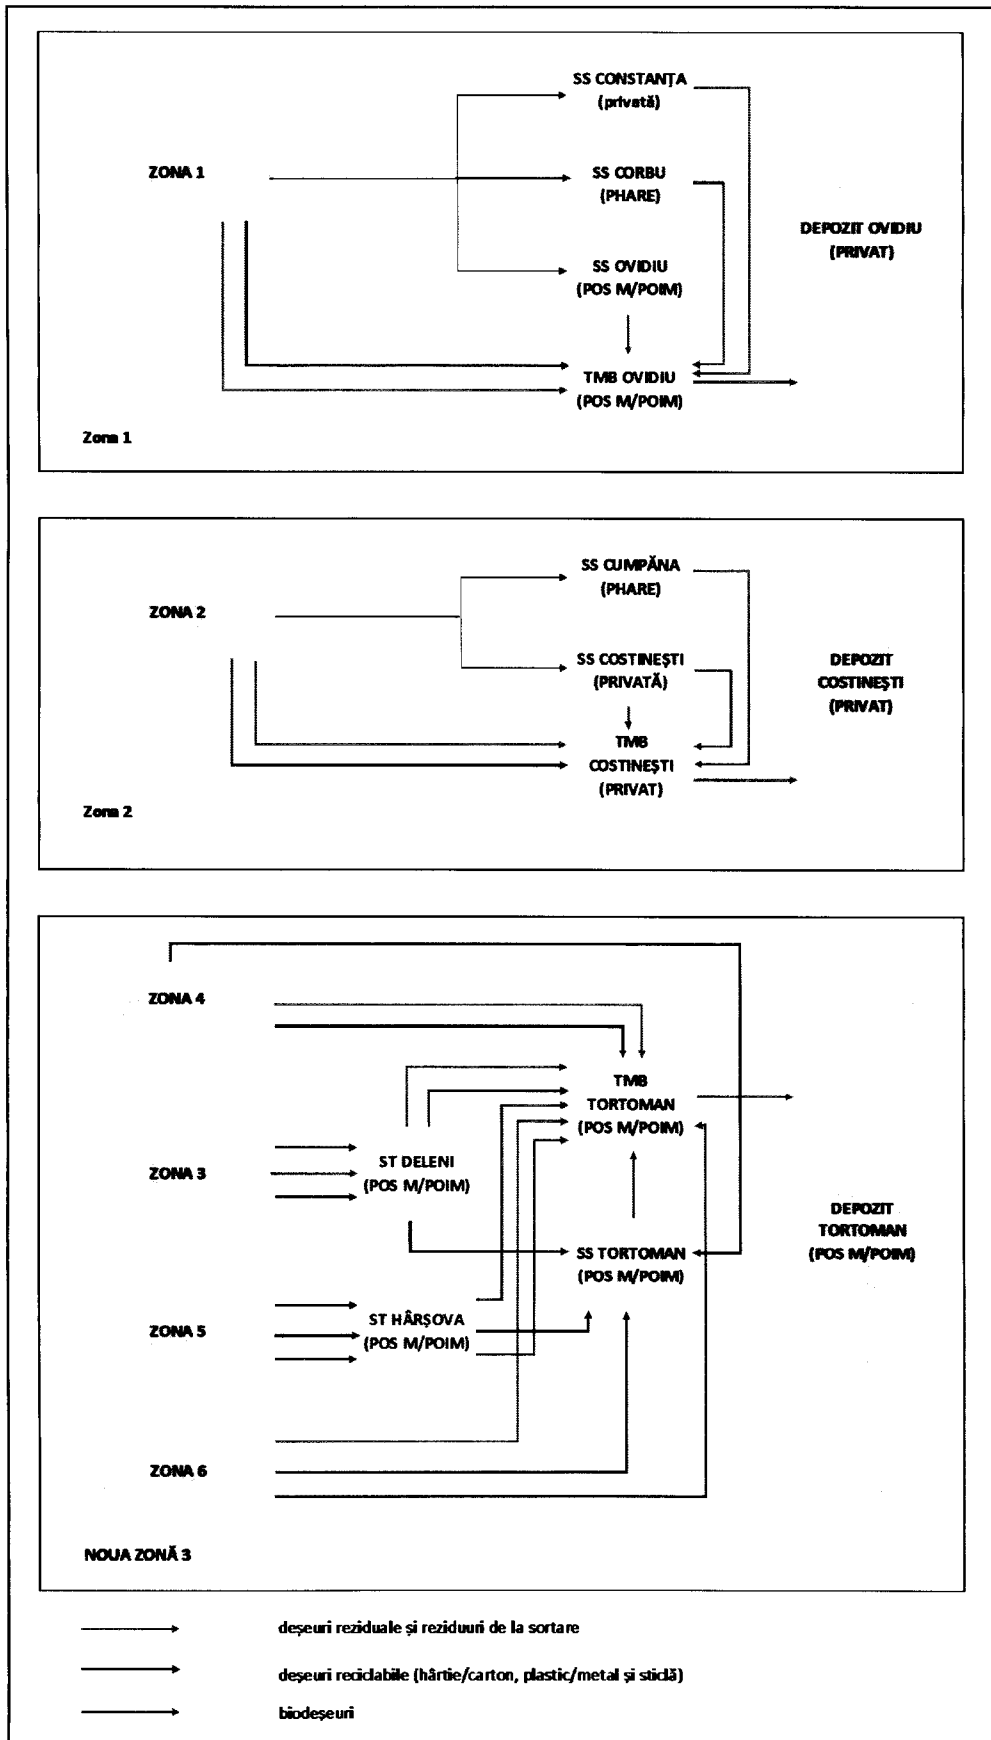 SS CONSTANȚA
(privată)
ZONA 1
SS CORBU
(PHARE)
DEPOZIT OVIDIU
(PRIVAT)
SS OVIDIU
(POS M/POIM)
TMB OVIDIU
(POS M/POIM)
Zona 1
SS CUMPĂNA
(PHARE)
ZONA 2
SS COSTINEȘTI
(PRIVATĂ)
DEPOZIT
COSTINEȘTI
(PRIVAT)
TMB
COSTINEȘTI
(PRIVAT)
Zona 2
ZONA 4
TMB
TORTOMAN
(POS M/POIM)
ZONA 3
ST DELENI
(POS M/POIM)
DEPOZIT
TORTOMAN
(POS M/POIM)
SS TORTOMAN
(POS M/POIM)
ZONA 5
ST HÂRȘOVA
(POS M/POIM)
ZONA 6
NOUA ZONĂ 3
deșeuri reziduale și reziduuri de la sortare
deșeuri reciclabile (hârtie/carton, plastic/metal și sticlă)
biodeșeuri